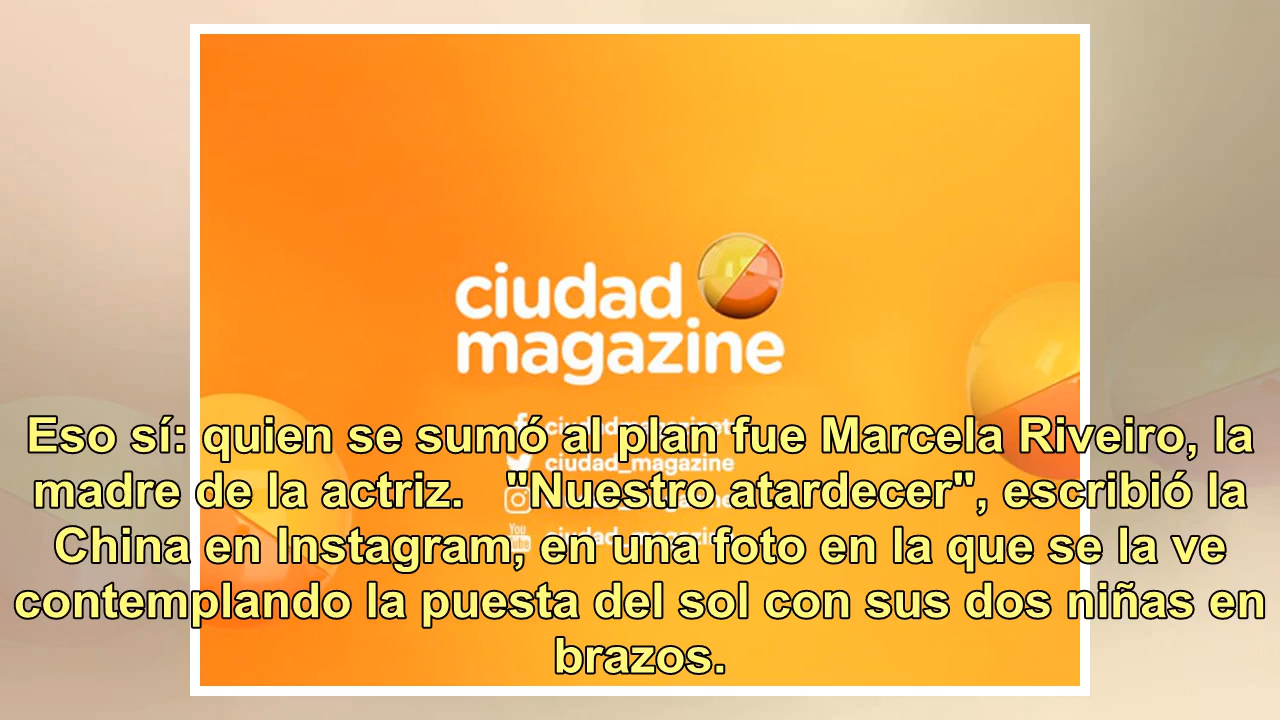 ciudad
magazine
ciudad_magazine
Eso sí: quien se sumó al plan fue Marcela Riveiro, la
madre de la actriz.   "Nuestro atardecer", escribió la
China en Instagram, en una foto en la que se la ve
contemplando la puesta del sol con sus dos niñas en
brazos.